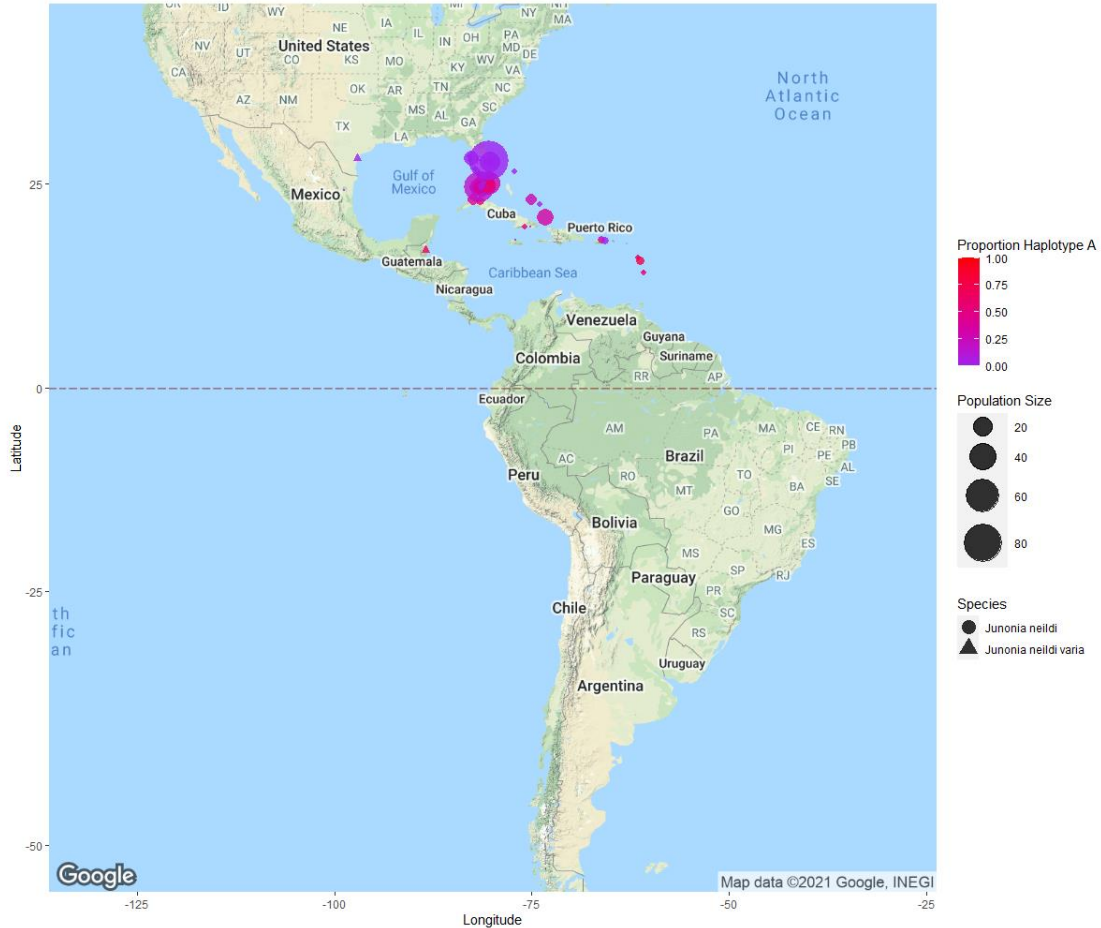 WY
IA
NY
MA
NE
IL
IN
OH
PA
NV
United States
MD
DE
UT
CO
KS
MO
WV
KY
VA
CA
OK
TN
NC
AZ
NM
AR
SC
MS
AL
GA
TX
LA
North
Atlantic
Ocean
25
Gulf of
Mexico
Mexico
Cuba
Puerto Rico
Guatemala
Caribbean Sea
Nicaragua
Venezuela
Guyana
Colombia
Suriname
RR
AP
0
Ecuador
AM
PA
MA
CE
RN
PB
PI
PE
AL
AC
Brazil
SE
Peru
RO
TO
BA
MT
GO
Bolivia
MG
ES
MS
SP
RJ
Paraguay
PR
-25
SC
Chile
th
fic
an
RS
Uruguay
Argentina
-50
Google
Map data ©2021 Google, INEGI
-125
-100
-75
-50
-25
Longitude
Latitude
Proportion Haplotype A
1.00
0.75
0.50
0.25
0.00
Population Size
20
40
60
80
Species
Junonia neildi
Junonia neildi varia